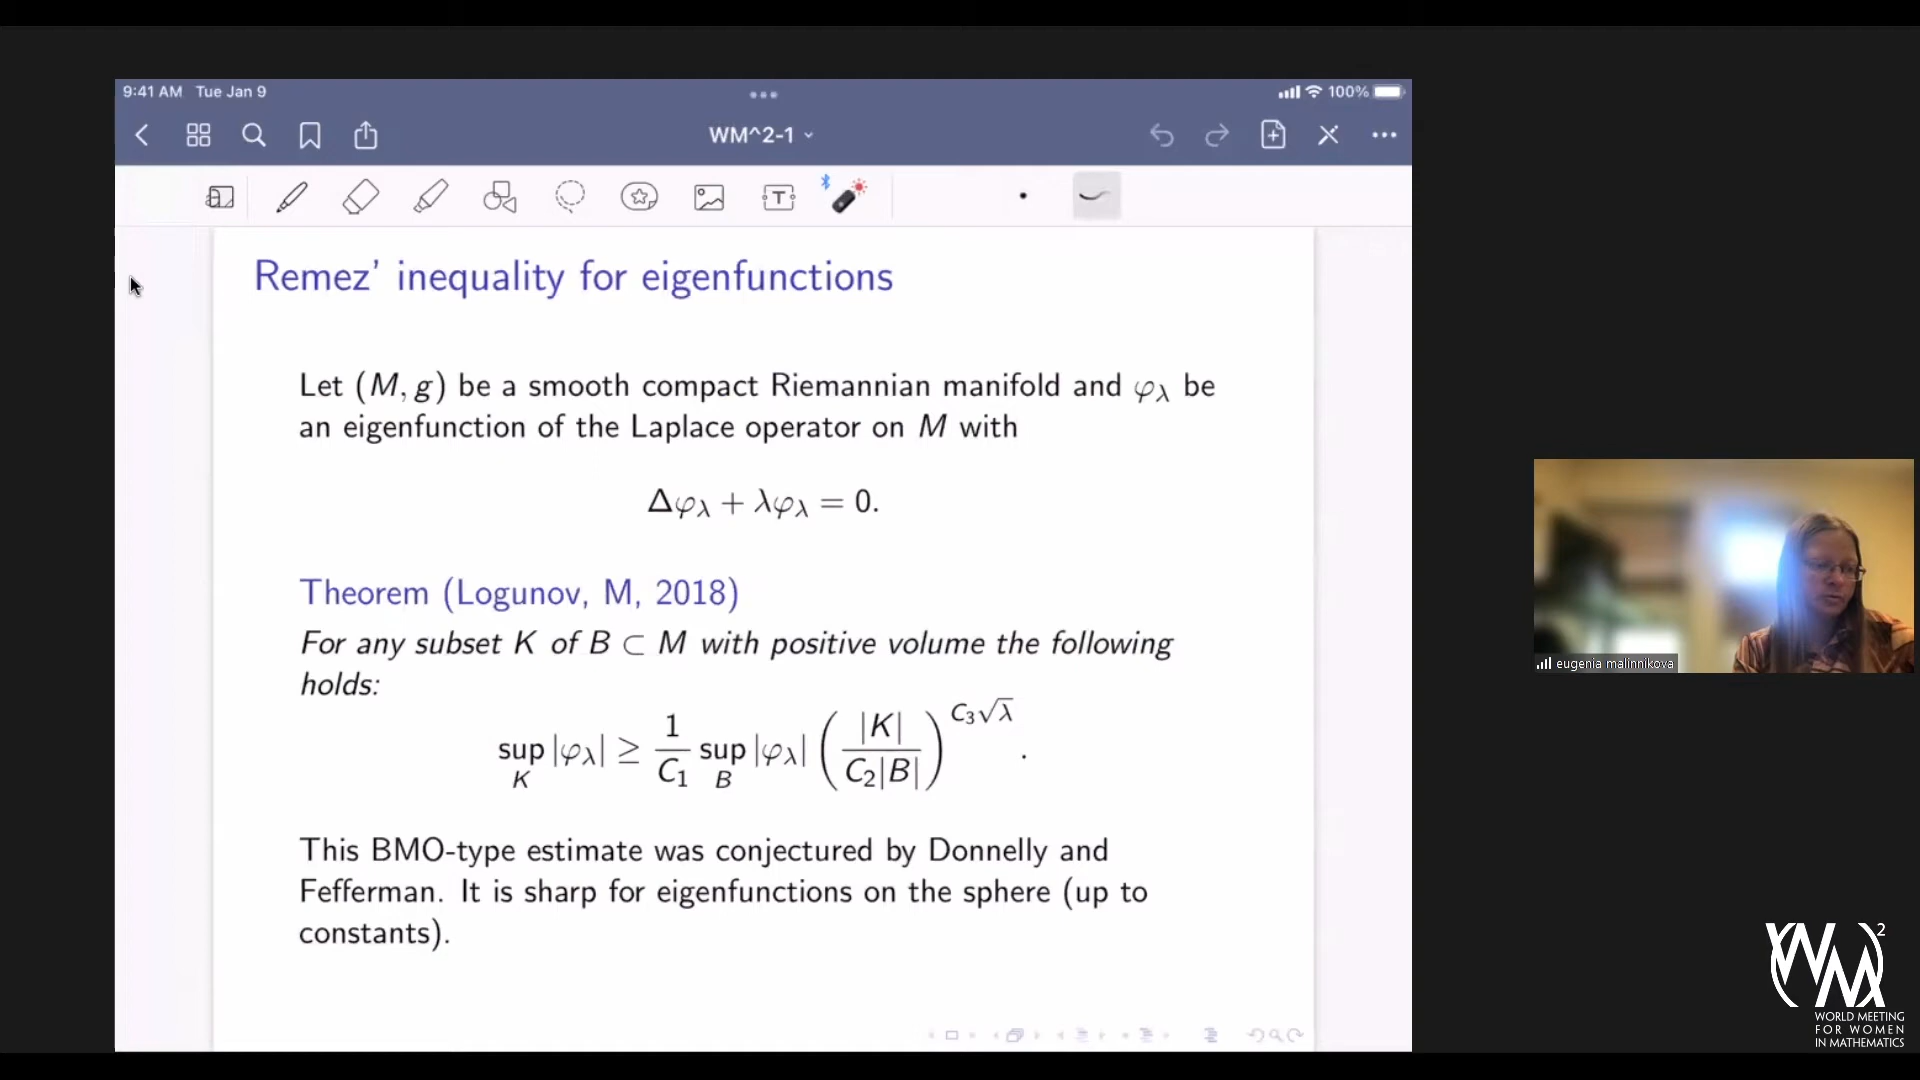 9:41 AM Tue Jan 9
100%
WM^2-1
T
Remez' inequality for eigenfunctions
Let (M, g) be a smooth compact Riemannian manifold and φ_λ be
an eigenfunction of the Laplace operator on M with
Δφ_λ + λφ_λ = 0.
Theorem (Logunov, M, 2018)
For any subset K of B ⊂ M with positive volume the following
holds:
sup_K |φ_λ| ≥ 1/C₁ sup_B |φ_λ| (|K|/C₂|B|)^{C₃√λ}.
This BMO-type estimate was conjectured by Donnelly and
Fefferman. It is sharp for eigenfunctions on the sphere (up to
constants).
eugenia malinnikova
WM²
WORLD MEETING
FOR WOMEN
IN MATHEMATICS